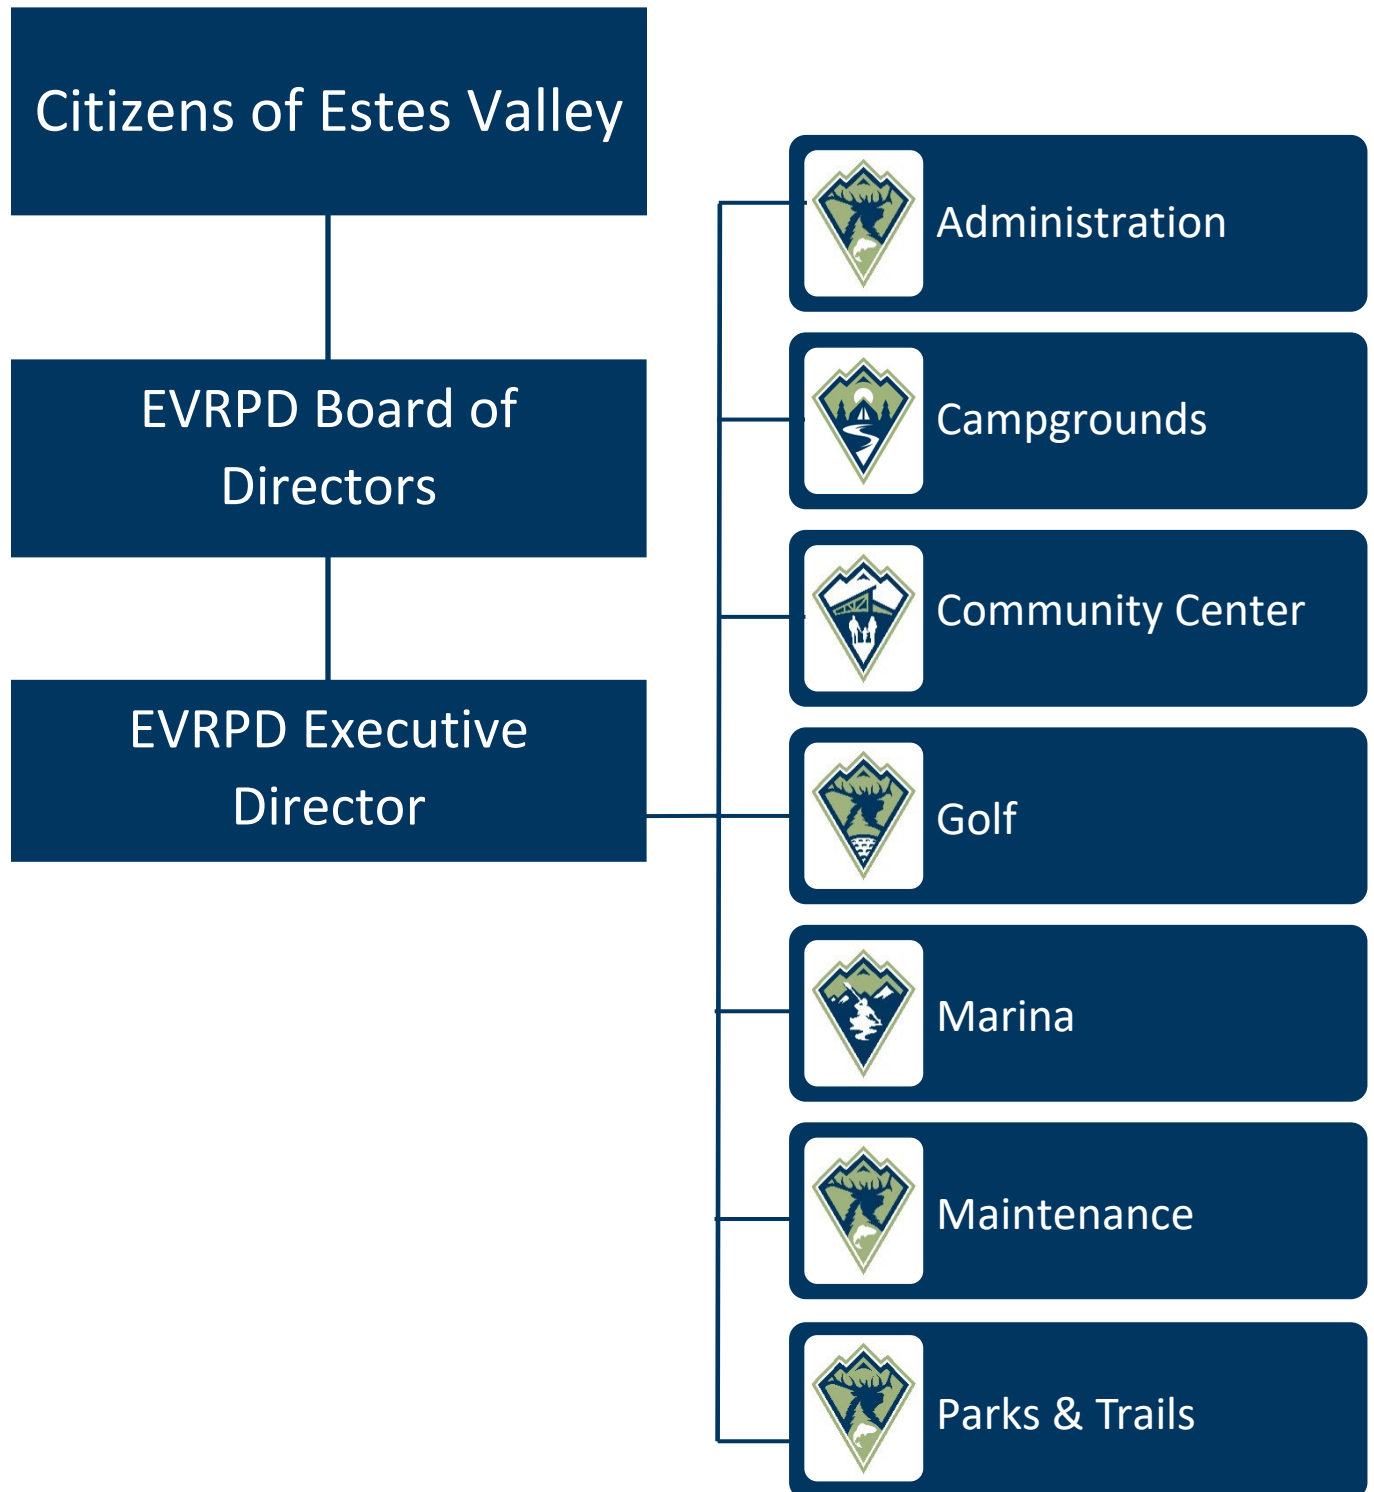 Citizens of Estes Valley
EVRPD Board of
Directors
EVRPD Executive
Director
Administration
Campgrounds
Community Center
Golf
Marina
Maintenance
Parks & Trails